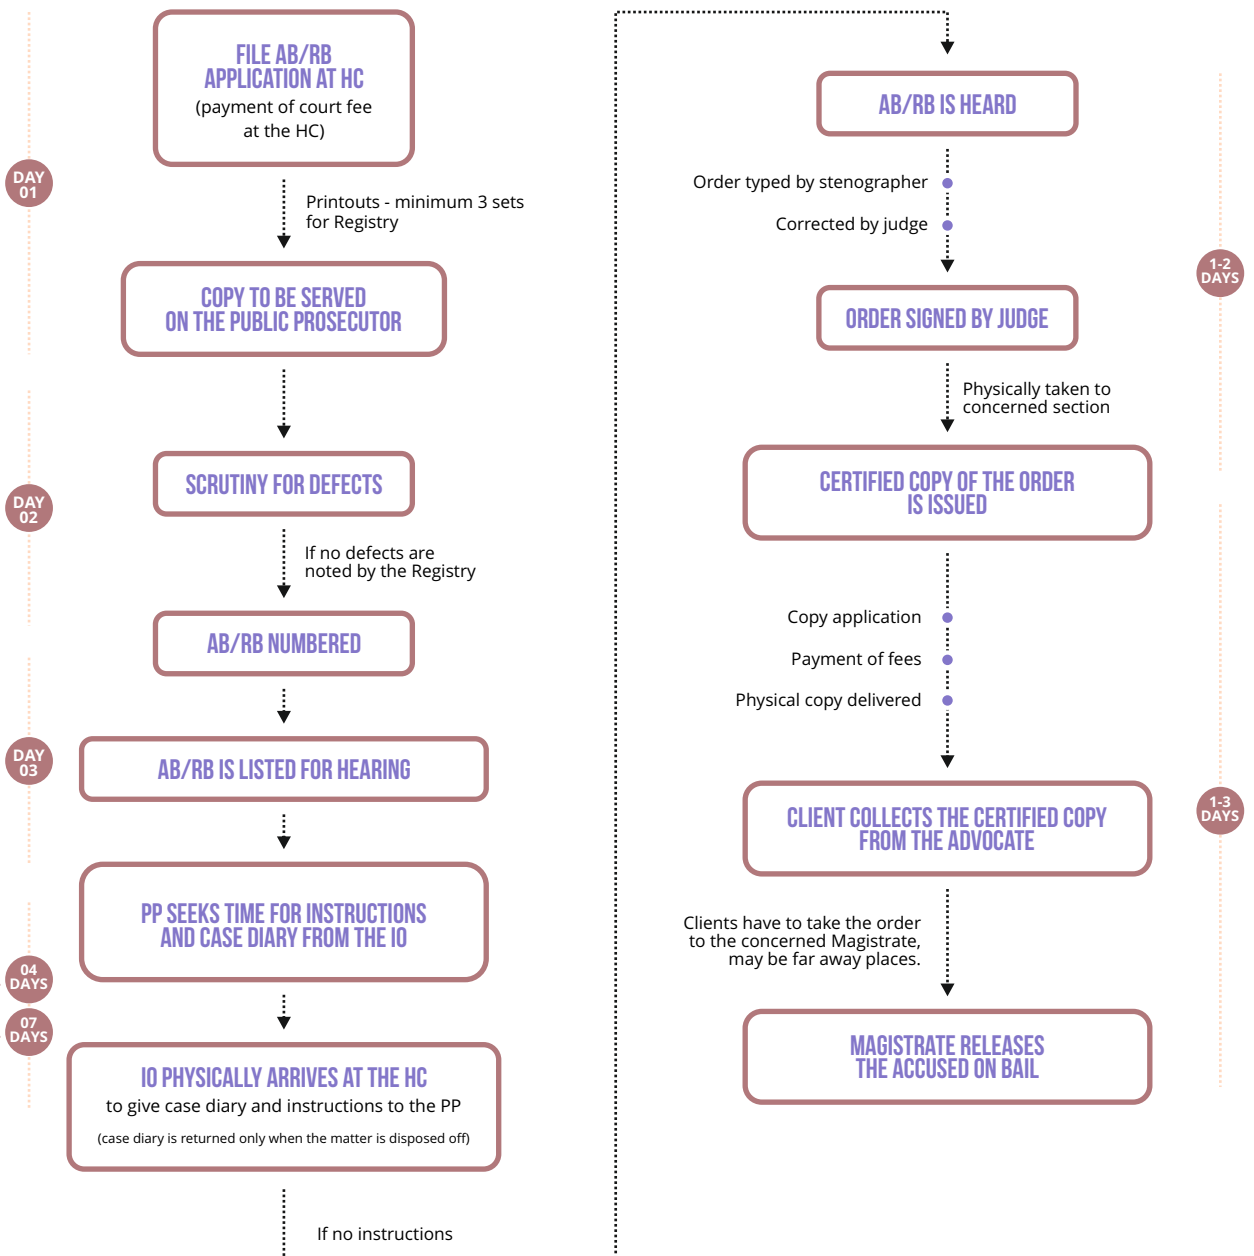 FILE AB/RB
APPLICATION AT HC
(payment of court fee
at the HC)
DAY
01
Printouts - minimum 3 sets
for Registry
COPY TO BE SERVED
ON THE PUBLIC PROSECUTOR
SCRUTINY FOR DEFECTS
DAY
02
If no defects are
noted by the Registry
AB/RB NUMBERED
DAY
03
AB/RB IS LISTED FOR HEARING
PP SEEKS TIME FOR INSTRUCTIONS
AND CASE DIARY FROM THE IO
04
DAYS
07
DAYS
IO PHYSICALLY ARRIVES AT THE HC
to give case diary and instructions to the PP
(case diary is returned only when the matter is disposed off)
If no instructions
AB/RB IS HEARD
Order typed by stenographer
Corrected by judge
1-2
DAYS
ORDER SIGNED BY JUDGE
Physically taken to
concerned section
CERTIFIED COPY OF THE ORDER
IS ISSUED
Copy application
Payment of fees
Physical copy delivered
1-3
DAYS
CLIENT COLLECTS THE CERTIFIED COPY
FROM THE ADVOCATE
Clients have to take the order
to the concerned Magistrate,
may be far away places.
MAGISTRATE RELEASES
THE ACCUSED ON BAIL